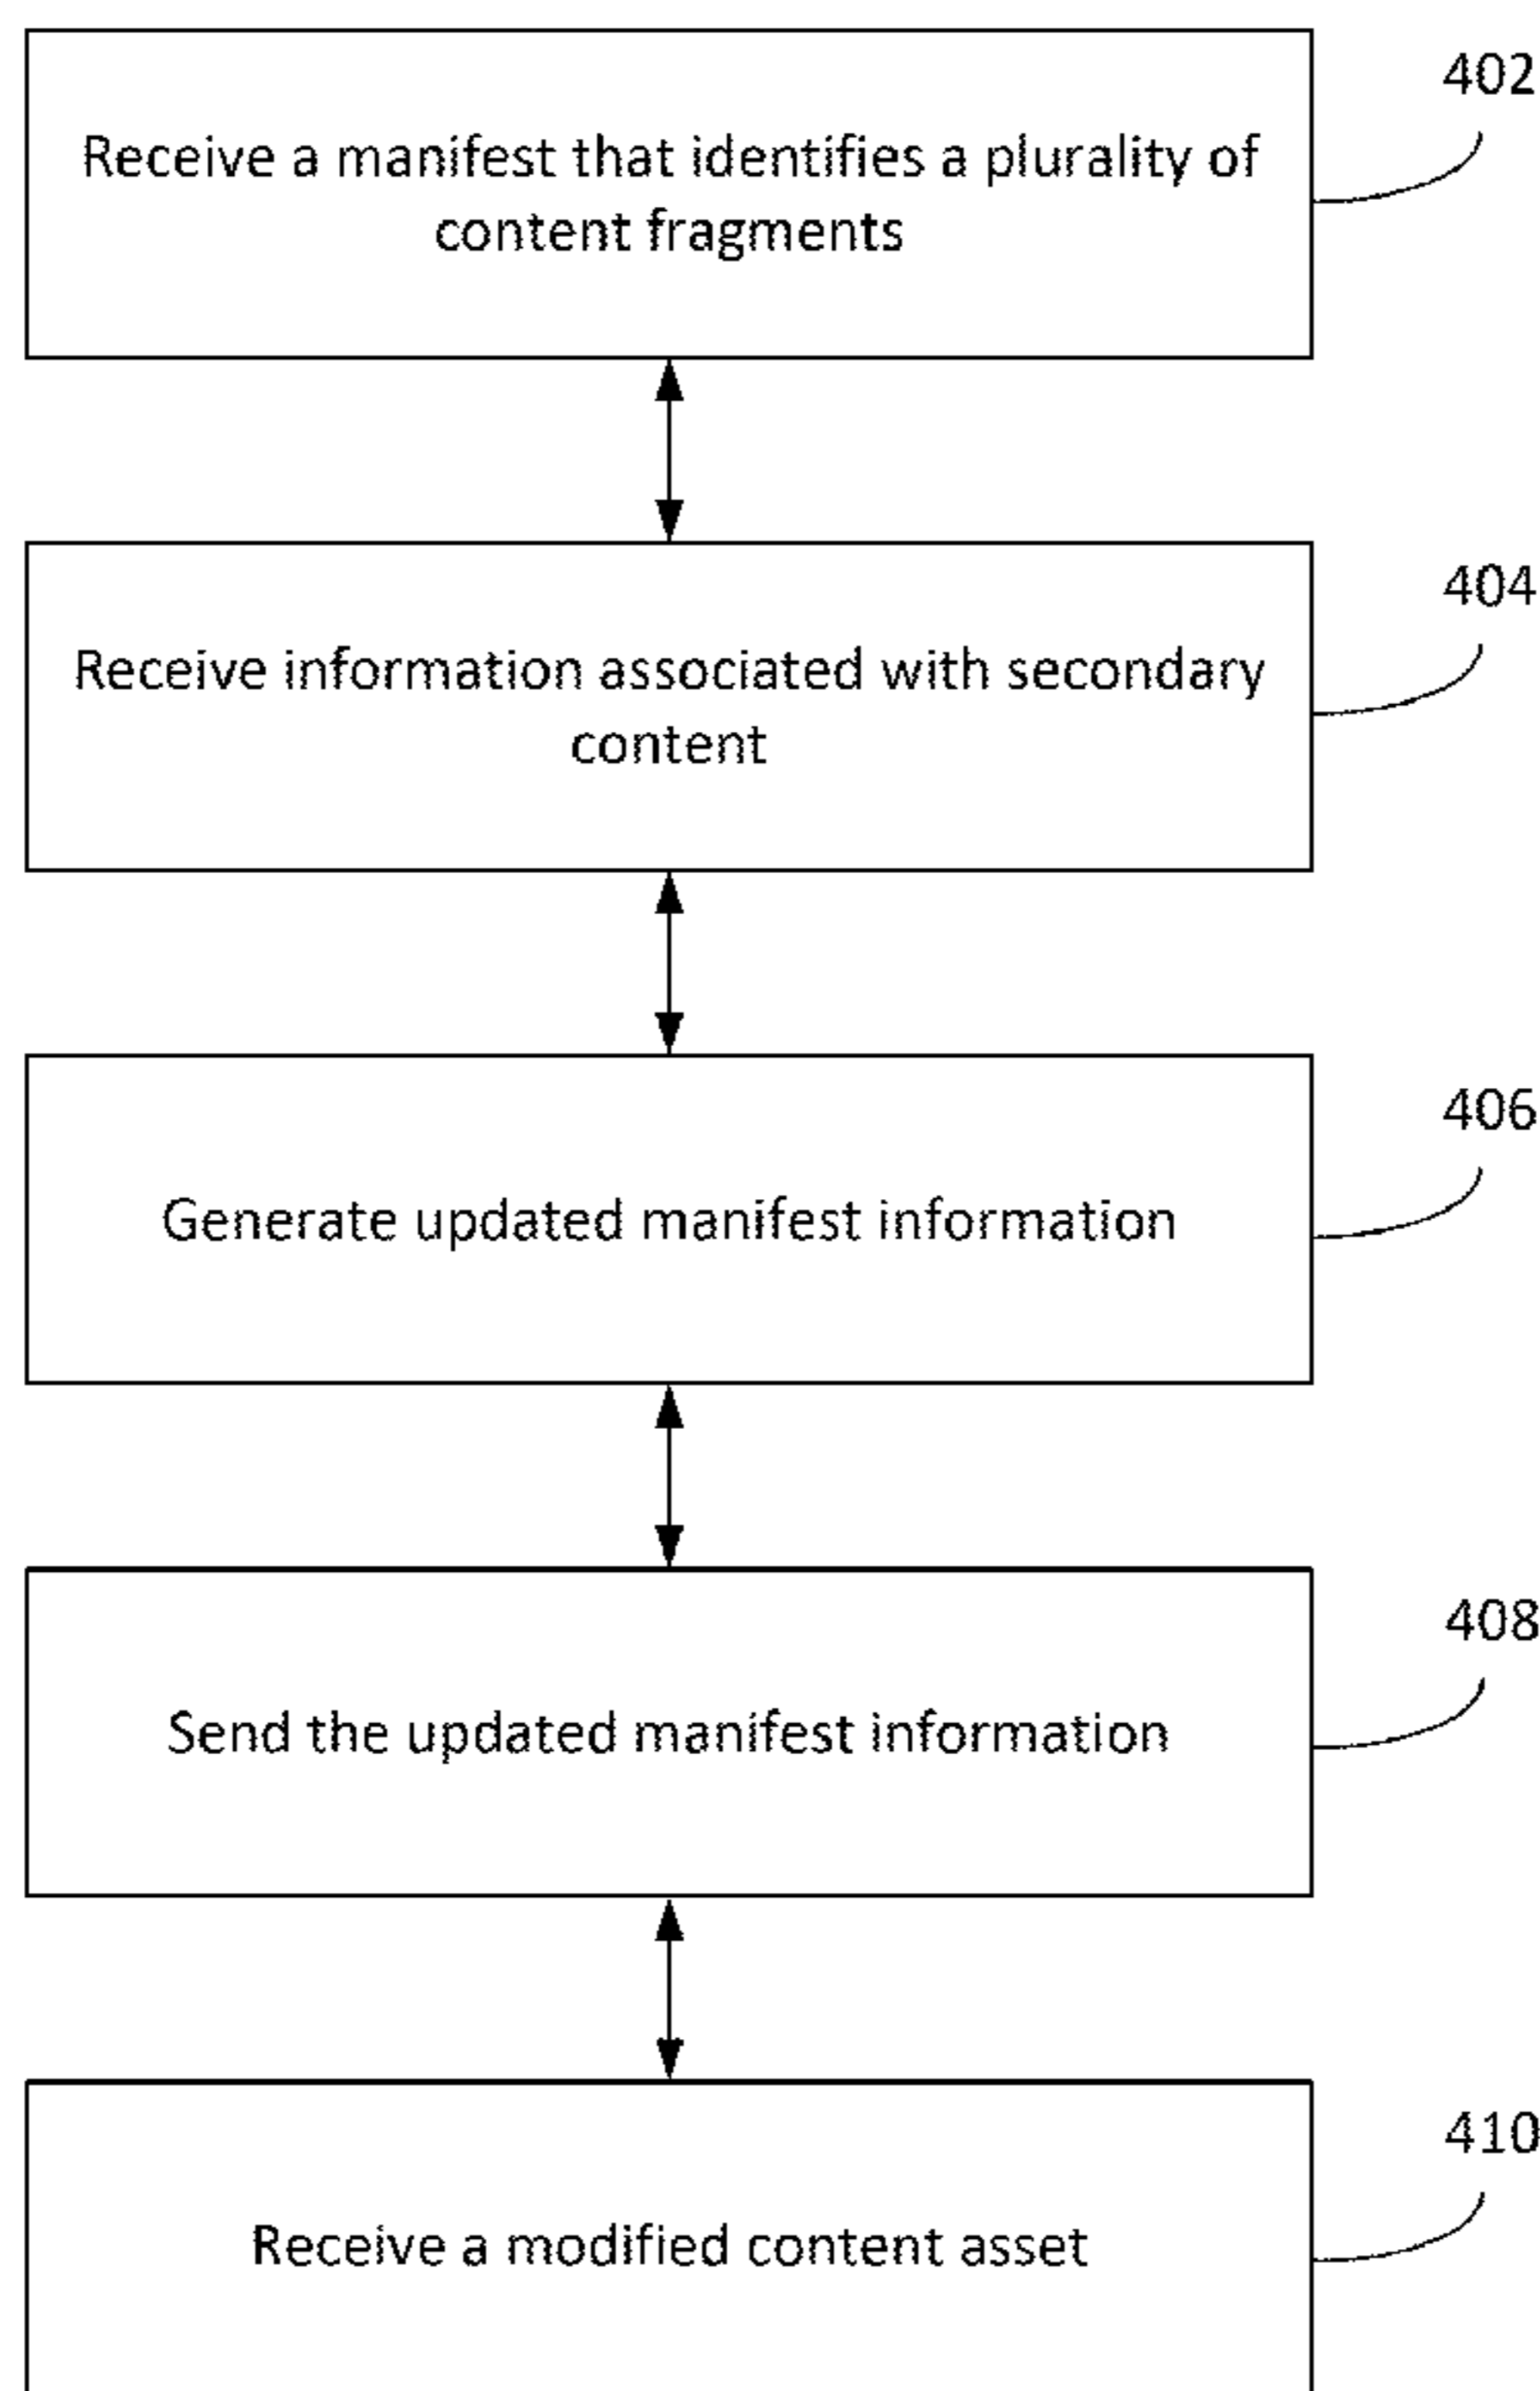 402
Receive a manifest that identifies a plurality of
content fragments
404
Receive information associated with secondary
content
406
Generate updated manifest information
408
Send the updated manifest information
410
Receive a modified content asset